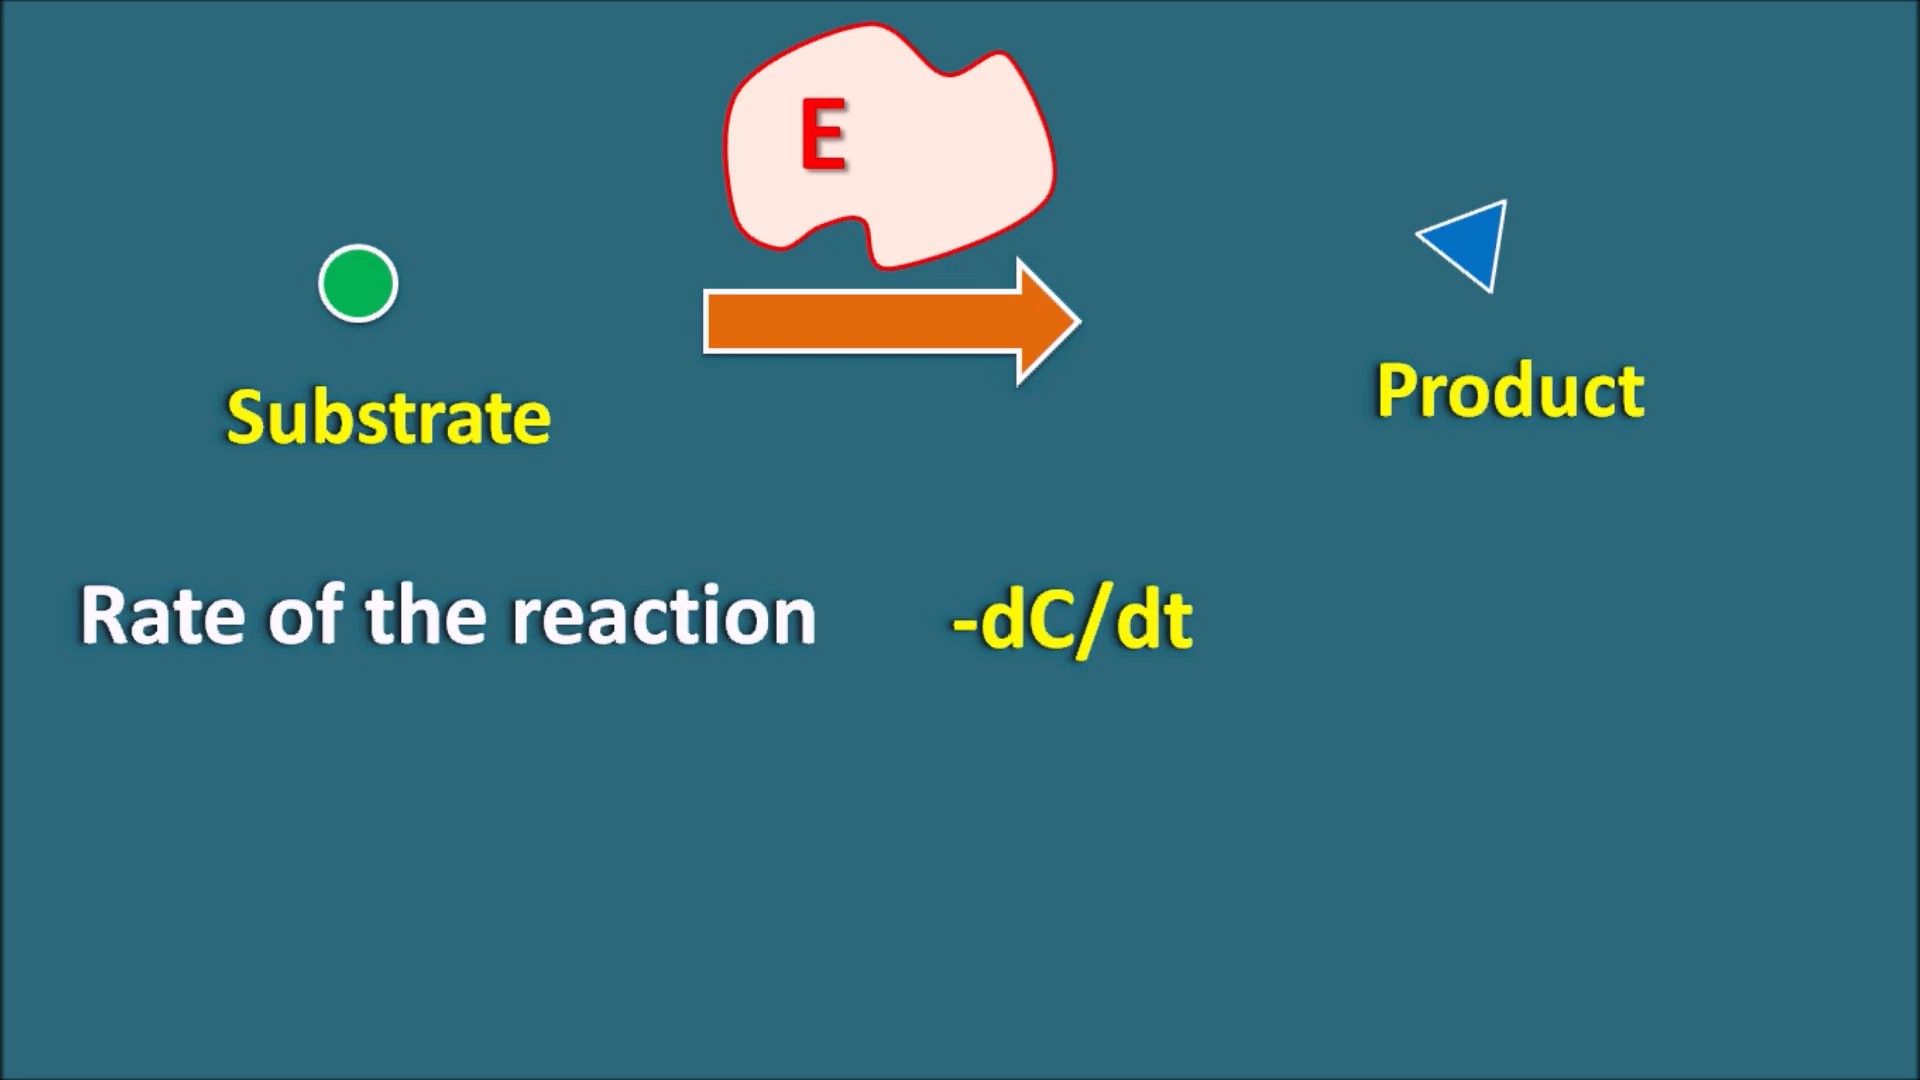 E
Substrate
Product
Rate of the reaction -dC/dt